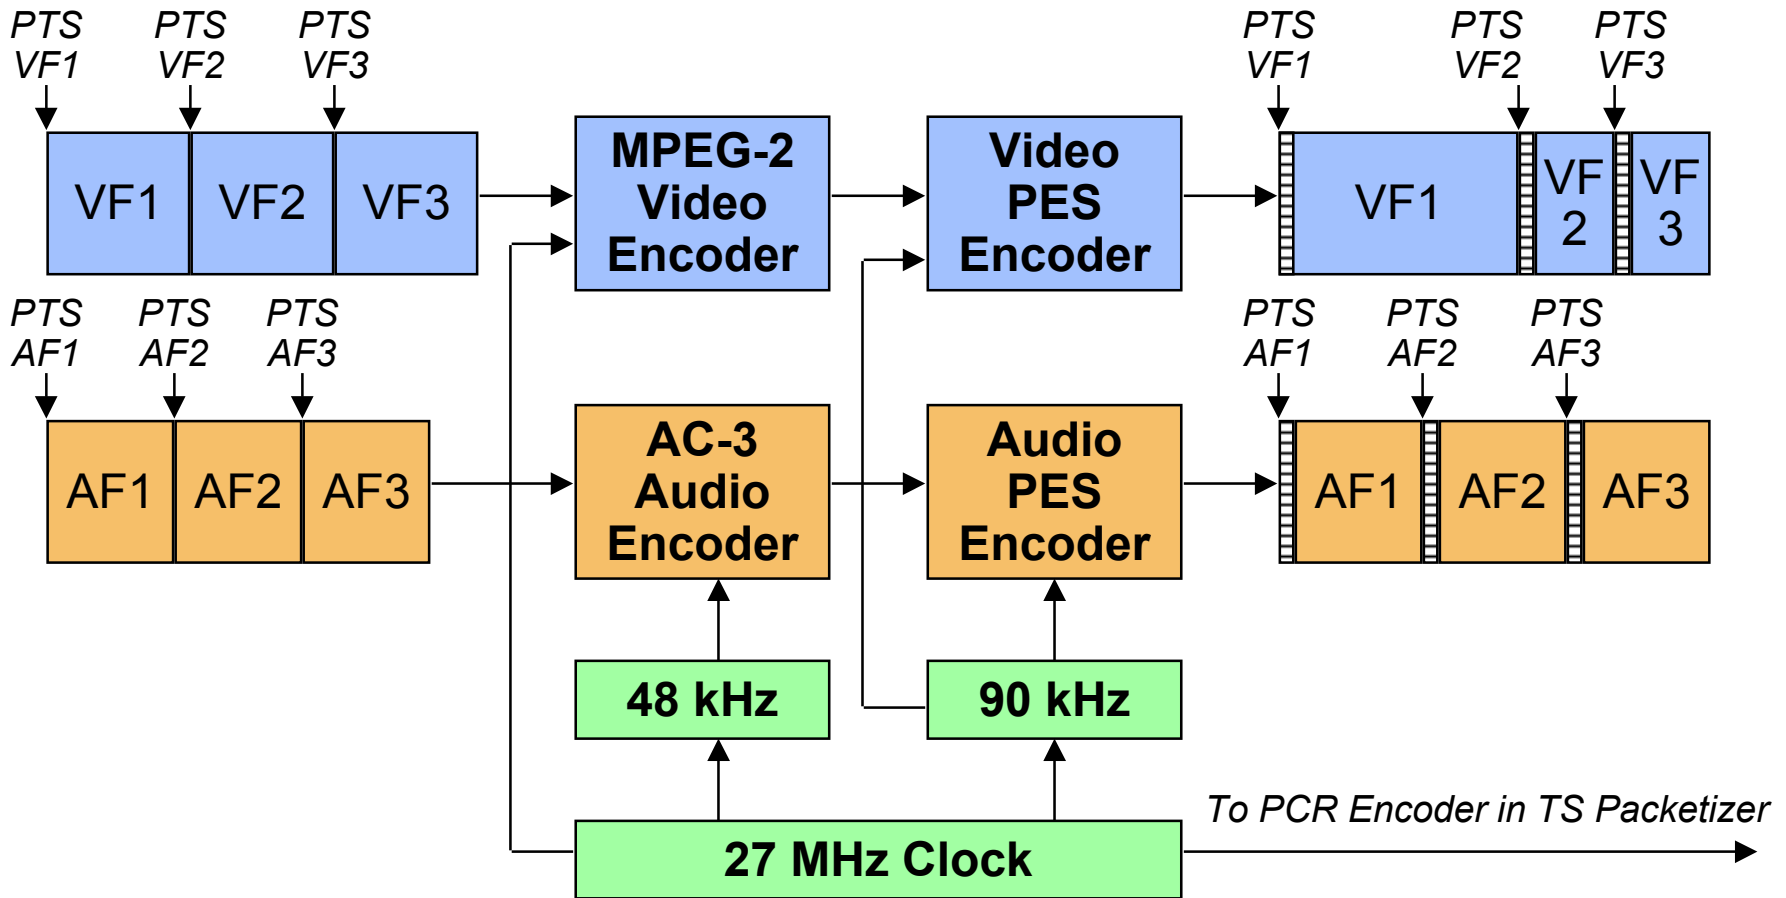 PTS PTS PTS PTS PTS PTS
VF1 VF2 VF3 VF1 VF2 VF3
VF1 VF2 VF3
MPEG-2
Video
Encoder
Video
PES
Encoder
VF1
VF
2
VF
3
PTS PTS PTS PTS PTS PTS
AF1 AF2 AF3 AF1 AF2 AF3
AF1 AF2 AF3
AC-3
Audio
Encoder
Audio
PES
Encoder
AF1 AF2 AF3
48 kHz
90 kHz
To PCR Encoder in TS Packetizer
27 MHz Clock